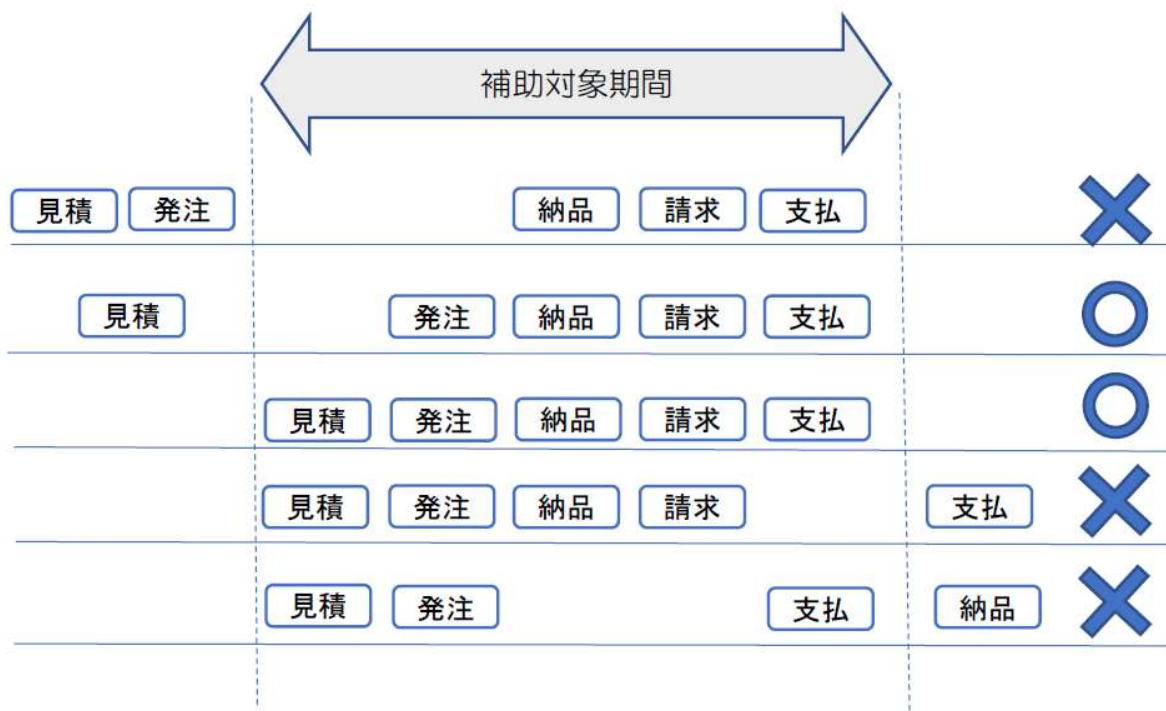 補助対象期間
見積 発注 納品 請求 支払
見積 発注 納品 請求 支払
見積 発注 納品 請求 支払
見積 発注 納品 請求 支払
見積 発注 支払 納品